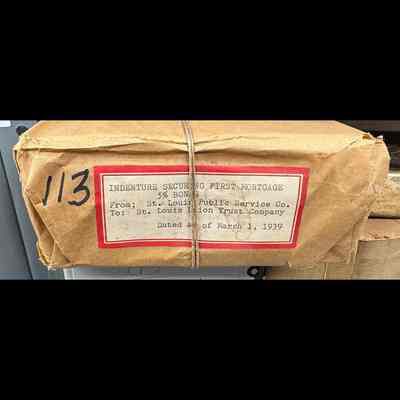 113
INDENTURE SECURING FIRST MORTGAGE
5% BONDS
From; St. Louis Public Service Co.
To: St. Louis Union Trust Company
Dated as of March 1, 1939